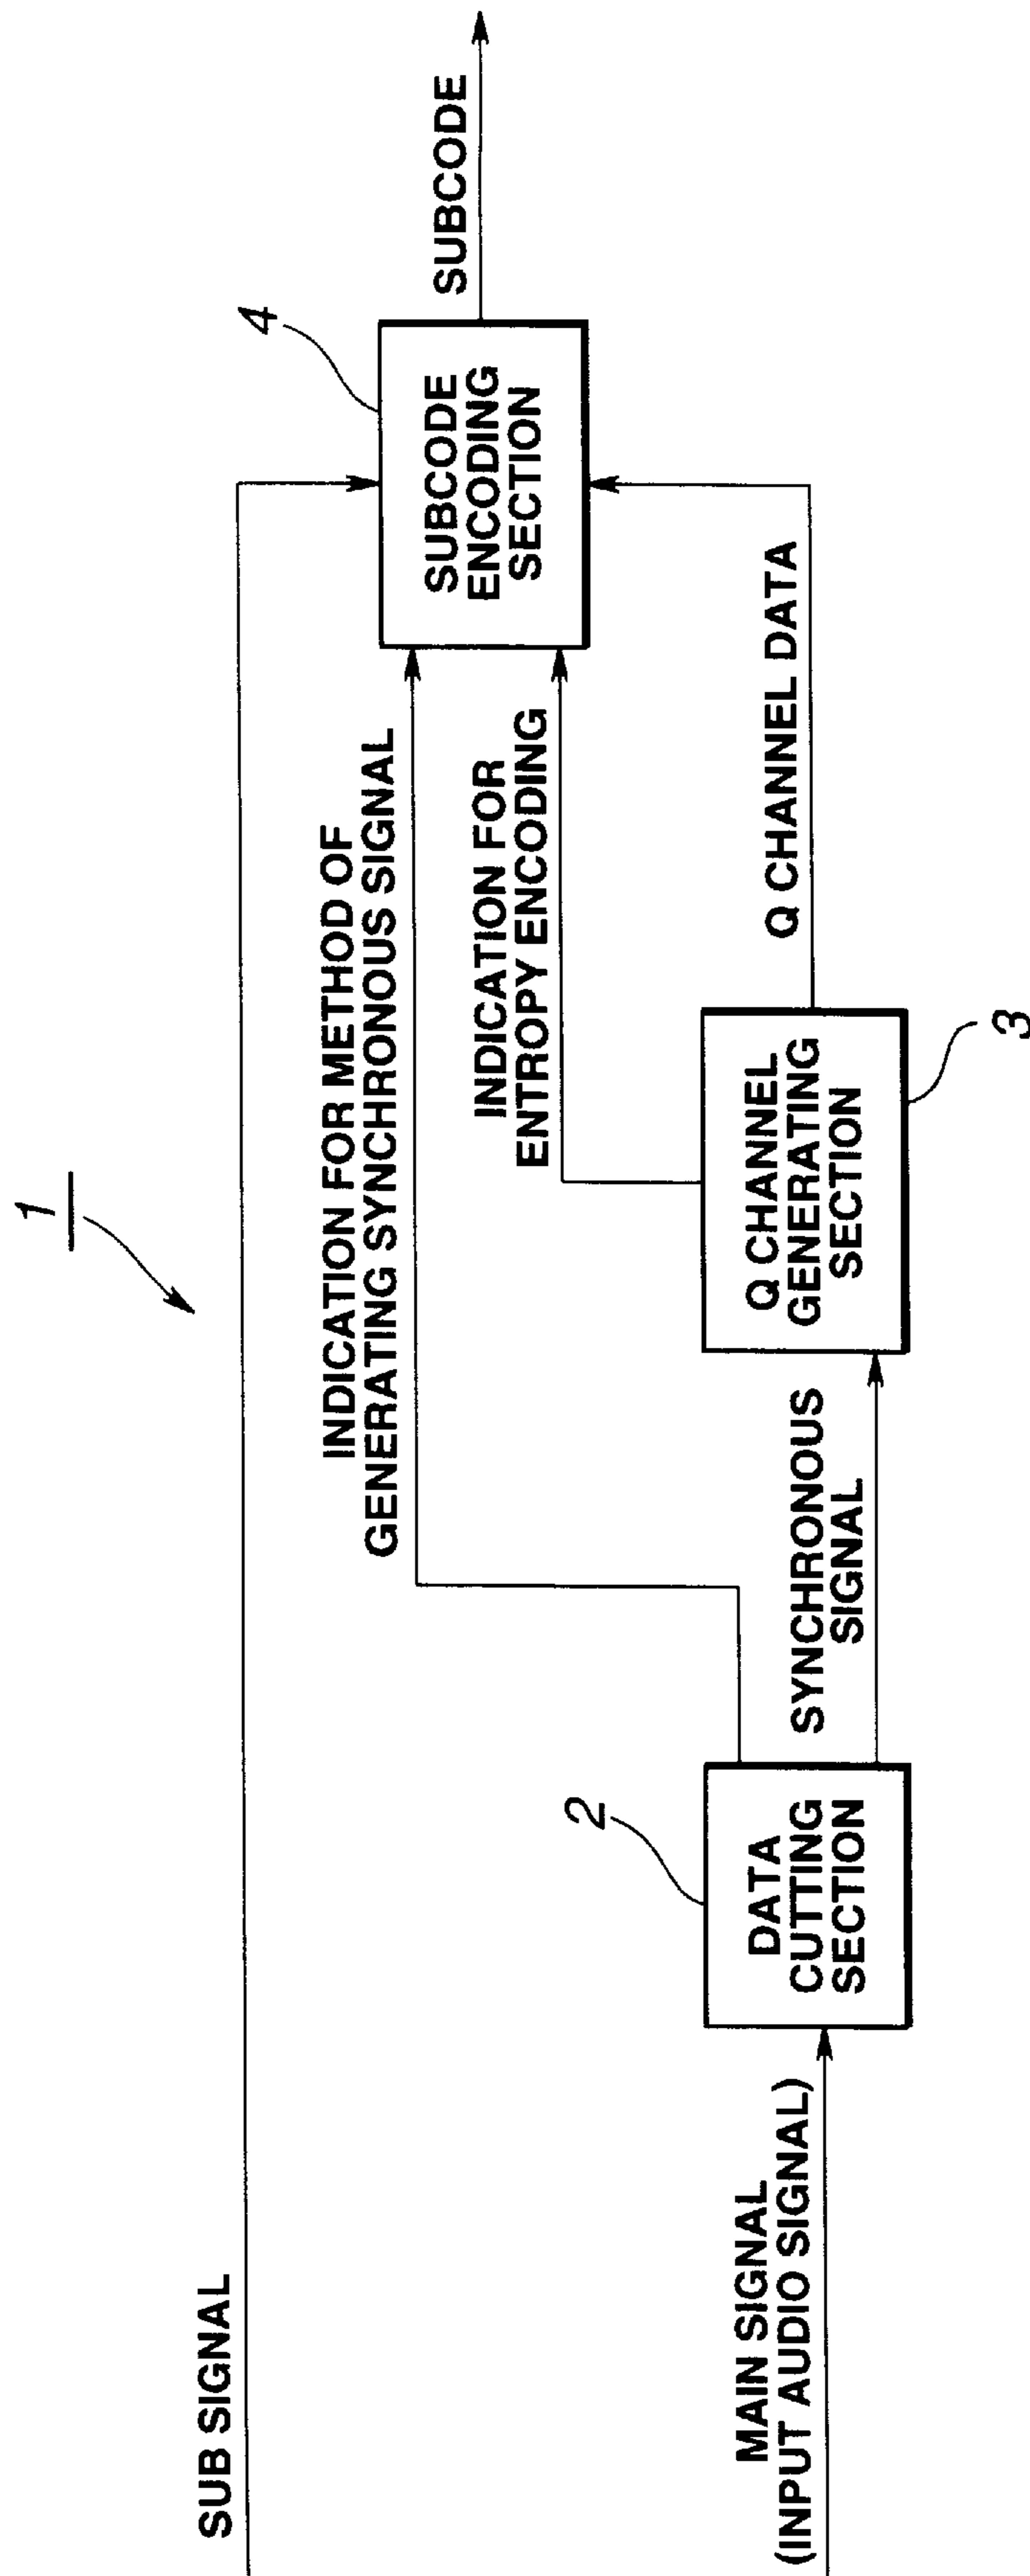 1
SUB SIGNAL
MAIN SIGNAL
(INPUT AUDIO SIGNAL)
2
DATA
CUTTING
SECTION
SYNCHRONOUS
SIGNAL
INDICATION FOR METHOD OF
GENERATING SYNCHRONOUS SIGNAL
Q CHANNEL
GENERATING
SECTION
3
INDICATION FOR
ENTROPY ENCODING
Q CHANNEL DATA
4
SUBCODE
ENCODING
SECTION
SUBCODE